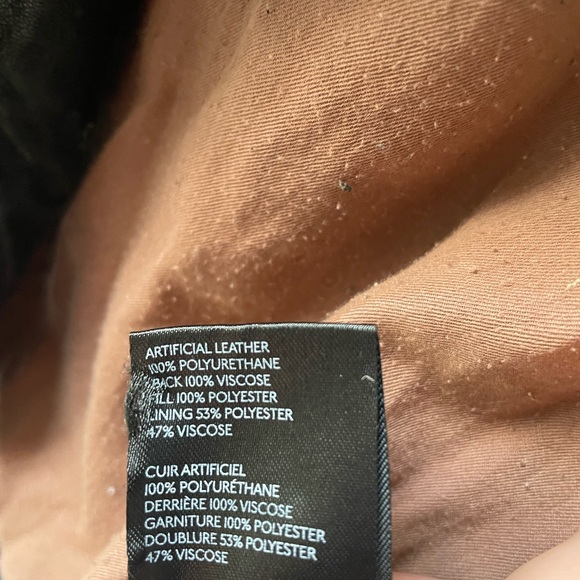 ARTIFICIAL LEATHER
100% POLYURETHANE
BACK 100% VISCOSE
FILL 100% POLYESTER
LINING 53% POLYESTER
47% VISCOSE
CUIR ARTIFICIEL
100% POLYURÉTHANE
DERRIÈRE 100% VISCOSE
GARNITURE 100% POLYESTER
DOUBLURE 53% POLYESTER
47% VISCOSE